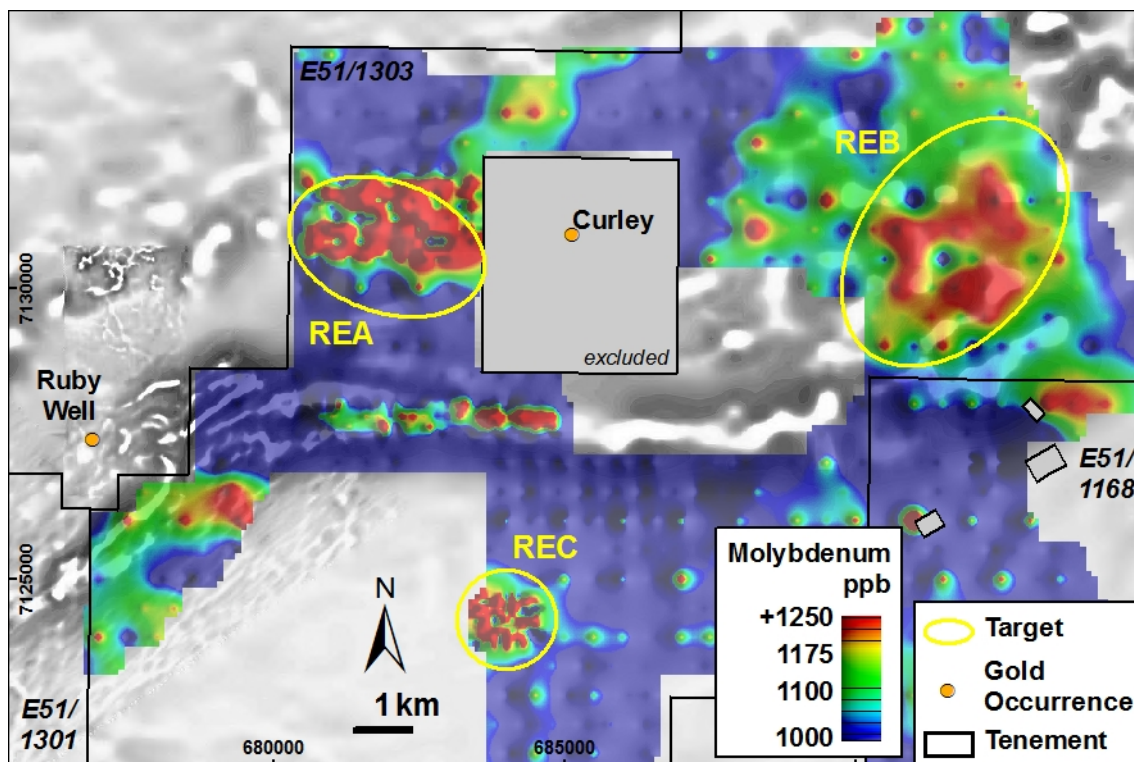 E51/1303
REB
REA
Curley
excluded
7130000
Ruby
Well
E51/
1168
REC
7125000
N
1 km
E51/
1301
680000
685000
Molybdenum
ppb
+1250
1175
1100
1000
Target
Gold
Occurrence
Tenement